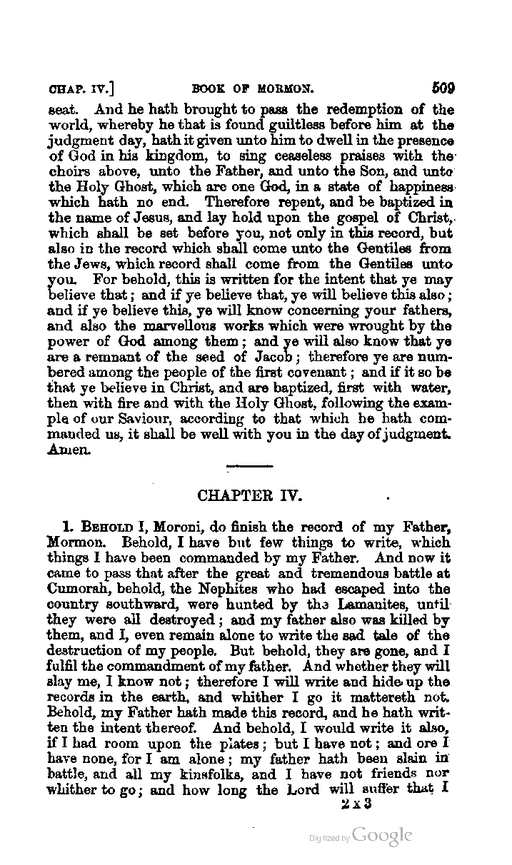 CHAP. IV.] BOOK OF MORMON. 509
seat. And he hath brought to pass the redemption of the
world, whereby he that is found guiltless before him at the
judgment day, hath it given unto him to dwell in the presence
of God in his kingdom, to sing ceaseless praises with the
choirs above, unto the Father, and unto the Son, and unto
the Holy Ghost, which are one God, in a state of happiness
which hath no end. Therefore repent, and be baptized in
the name of Jesus, and lay hold upon the gospel of Christ,
which shall be set before you, not only in this record, but
also in the record which shall come unto the Gentiles from
the Jews, which record shall come from the Gentiles unto
you. For behold, this is written for the intent that ye may
believe that; and if ye believe that, ye will believe this also;
and if ye believe this, ye will know concerning your fathers,
and also the marvellous works which were wrought by the
power of God among them; and ye will also know that ye
are a remnant of the seed of Jacob; therefore ye are num-
bered among the people of the first covenant; and if it so be
that ye believe in Christ, and are baptized, first with water,
then with fire and with the Holy Ghost, following the exam-
ple of our Saviour, according to that which he hath com-
manded us, it shall be well with you in the day of judgment.
Amen.
CHAPTER IV.
1. BEHOLD I, Moroni, do finish the record of my Father,
Mormon. Behold, I have but few things to write, which
things I have been commanded by my Father. And now it
came to pass that after the great and tremendous battle at
Cumorah, behold, the Nephites who had escaped into the
country southward, were hunted by the Lamanites, until
they were all destroyed; and my father also was killed by
them, and I, even remain alone to write the sad tale of the
destruction of my people. But behold, they are gone, and I
fulfil the commandment of my father. And whether they will
slay me, I know not; therefore I will write and hide up the
records in the earth, and whither I go it mattereth not.
Behold, my Father hath made this record, and he hath writ-
ten the intent thereof. And behold, I would write it also,
if I had room upon the plates; but I have not; and ore I
have none, for I am alone; my father hath been slain in
battle, and all my kinsfolks, and I have not friends nor
whither to go; and how long the Lord will suffer that I
2 x 3
Digitized by Google